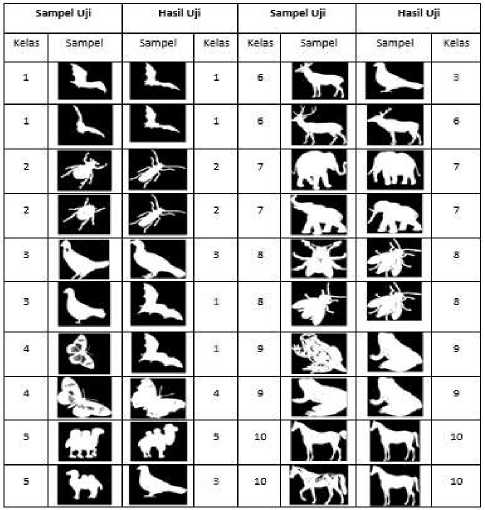 Sampel Uji Hasil Uji Sampel Uji Hasil Uji
Kelas Sampel Sampel Kelas Kelas Sampel Sampel Kelas
1 1 6 3
1 1 6 6
2 2 7 7
2 2 7 7
3 3 8 8
3 1 8 8
4 1 9 9
4 4 9 9
5 5 10 10
5 3 10 10